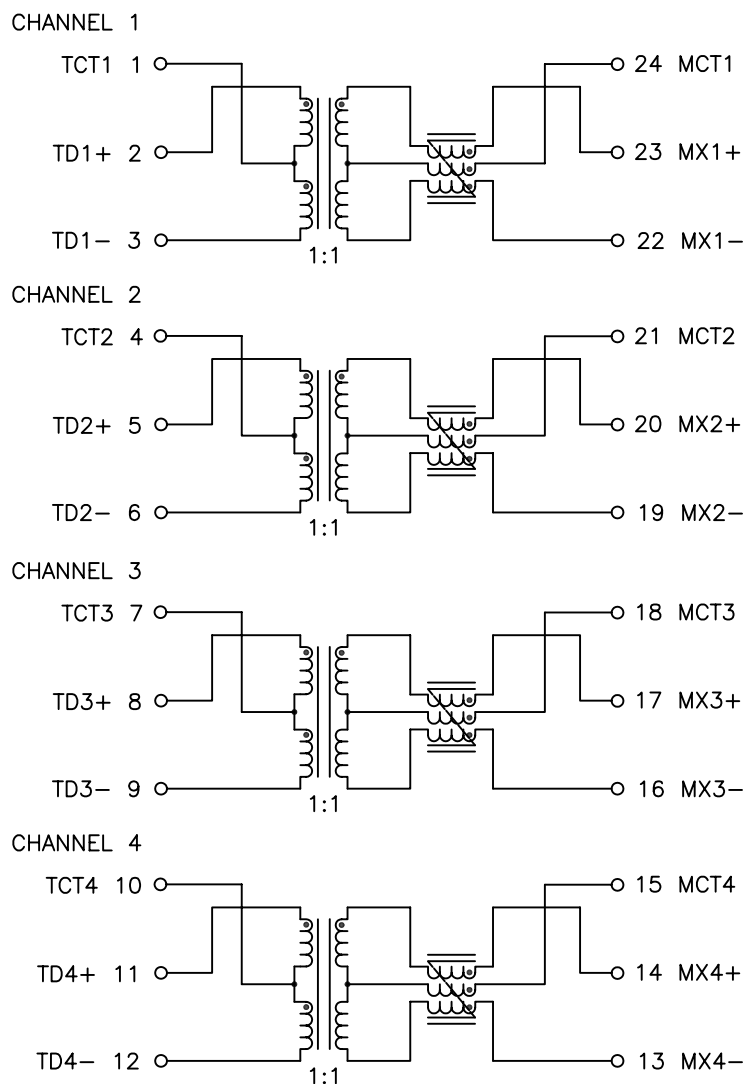 CHANNEL 1
TCT1 1
24 MCT1
TD1+ 2
23 MX1+
TD1- 3
22 MX1-
1:1
CHANNEL 2
TCT2 4
21 MCT2
TD2+ 5
20 MX2+
TD2- 6
19 MX2-
1:1
CHANNEL 3
TCT3 7
18 MCT3
TD3+ 8
17 MX3+
TD3- 9
16 MX3-
1:1
CHANNEL 4
TCT4 10
15 MCT4
TD4+ 11
14 MX4+
TD4- 12
13 MX4-
1:1